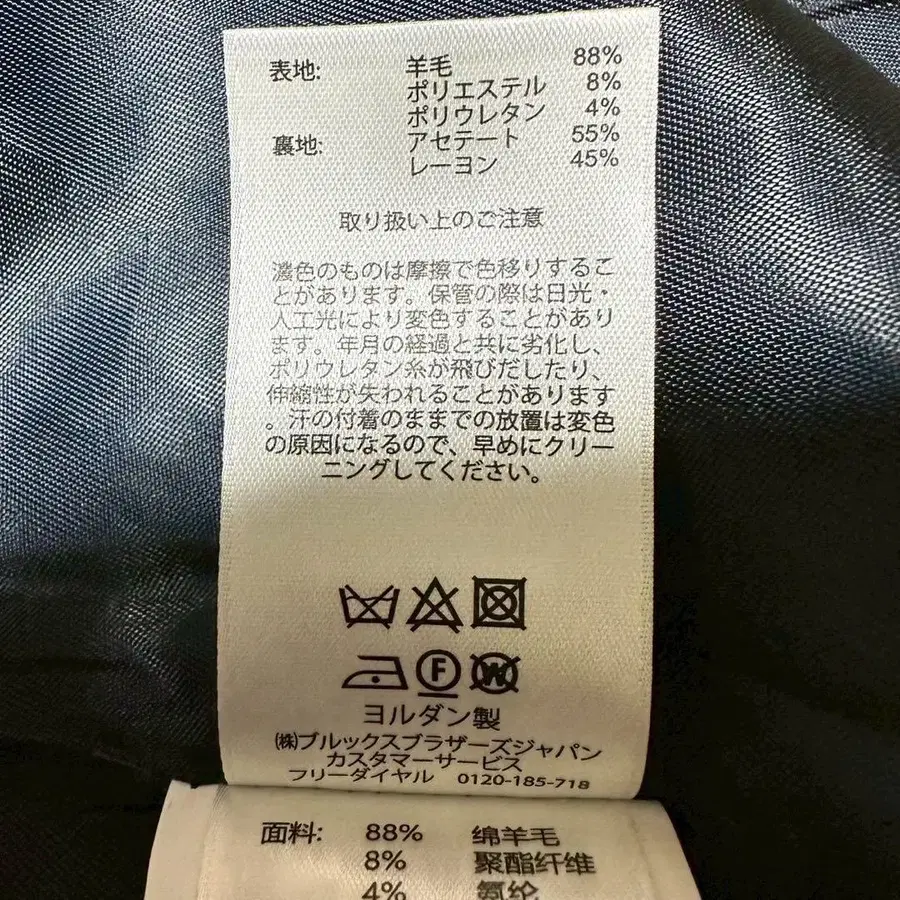 表地: 羊毛 88%
ポリエステル 8%
ポリウレタン 4%
裏地: アセテート 55%
レーヨン 45%
取り扱い上のご注意
濃色のものは摩擦で色移りするこ
とがあります。保管の際は日光・
人工光により変色することがあり
ます。年月の経過と共に劣化し、
ポリウレタン糸が飛びだしたり、
伸縮性が失われることがあります
。汗の付着のままでの放置は変色
の原因になるので、早めにクリー
ニングしてください。
F W
ヨルダン製
㈱ブルックスブラザーズジャパン
カスタマーサービス
フリーダイヤル 0120-185-718
面料: 88% 绵羊毛
8% 聚酯纤维
4% 氨纶